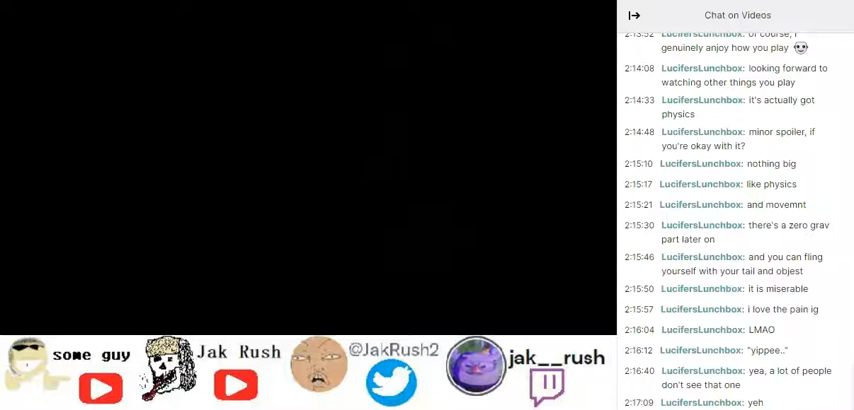 Chat on Videos
2:13:52 LucifersLunchbox: of course, I
genuinely anjoy how you play
2:14:08 LucifersLunchbox: looking forward to
watching other things you play
2:14:33 LucifersLunchbox: it's actually got
physics
2:14:48 LucifersLunchbox: minor spoiler, if
you're okay with it?
2:15:10 LucifersLunchbox: nothing big
2:15:17 LucifersLunchbox: like physics
2:15:21 LucifersLunchbox: and movemnt
2:15:30 LucifersLunchbox: there's a zero grav
part later on
2:15:46 LucifersLunchbox: and you can fling
yourself with your tail and objest
2:15:50 LucifersLunchbox: it is miserable
2:15:57 LucifersLunchbox: i love the pain ig
2:16:04 LucifersLunchbox: LMAO
2:16:12 LucifersLunchbox: "yippee.."
2:16:40 LucifersLunchbox: yea, a lot of people
don't see that one
2:17:09 LucifersLunchbox: yeh
some guy
Jak Rush
@JakRush2
jak__rush